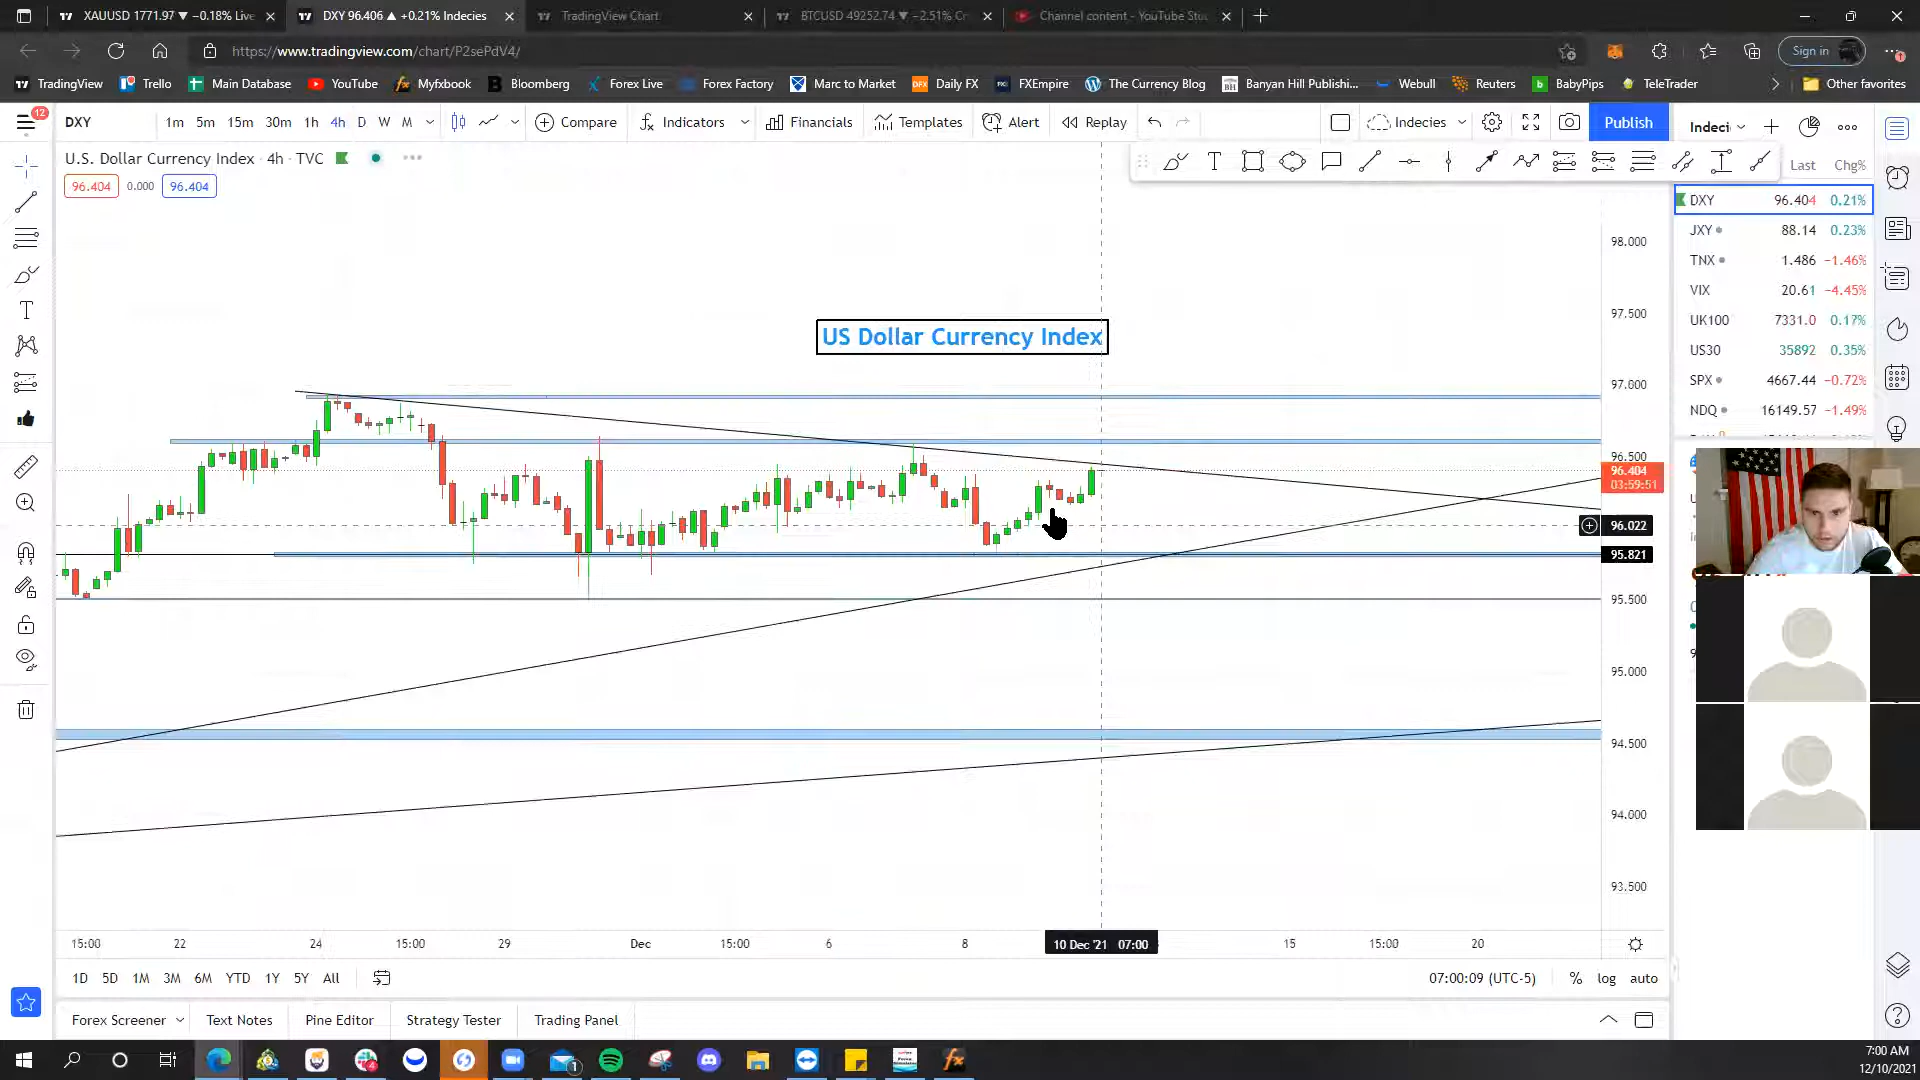 XAUUSD 1771.97 ▼ −0.18% Live
DXY 96.406 ▲ +0.21% Indecies
TradingView Chart
BTCUSD 49252.74 ▼ −2.51% Cr
Channel content - YouTube Stu
https://www.tradingview.com/chart/P2sePdV4/
Sign in
TradingView
Trello
Main Database
YouTube
Myfxbook
Bloomberg
Forex Live
Forex Factory
Marc to Market
Daily FX
FXEmpire
The Currency Blog
Banyan Hill Publishi...
Webull
Reuters
BabyPips
TeleTrader
Other favorites
12
DXY
1m 5m 15m 30m 1h 4h D W M
Compare
Indicators
Financials
Templates
Alert
Replay
Indecies
Publish
Indeci
U.S. Dollar Currency Index · 4h · TVC
96.404 0.000 96.404
Last Chg%
DXY 96.404 0.21%
JXY 88.14 0.23%
TNX 1.486 −1.46%
VIX 20.61 −4.45%
UK100 7331.0 0.17%
US30 35892 0.35%
SPX 4667.44 −0.72%
NDQ 16149.57 −1.49%
US Dollar Currency Index
98.000
97.500
97.000
96.500
96.404
03:59:51
96.022
95.821
95.500
95.000
94.500
94.000
93.500
15:00 22 24 15:00 29 Dec 15:00 6 8 10 Dec '21 07:00 15 15:00 20
1D 5D 1M 3M 6M YTD 1Y 5Y All
07:00:09 (UTC-5) % log auto
Forex Screener
Text Notes
Pine Editor
Strategy Tester
Trading Panel
7:00 AM
12/10/2021